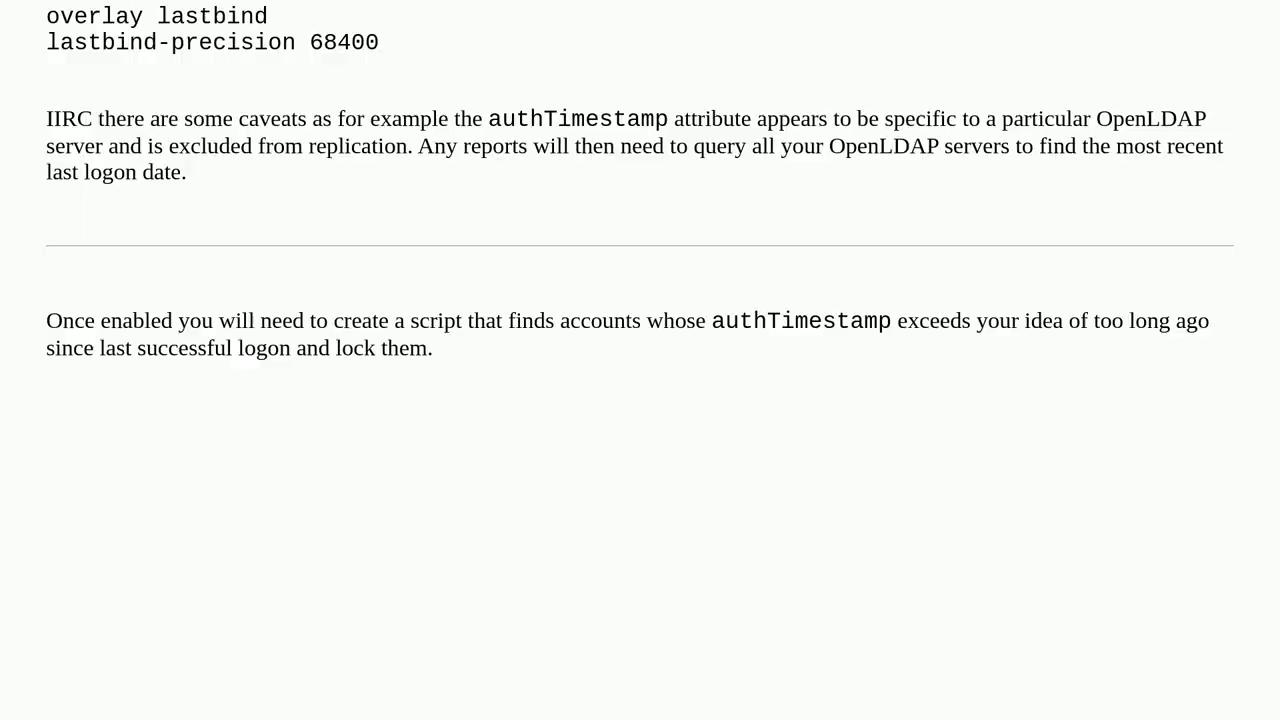 overlay lastbind
lastbind-precision 68400
IIRC there are some caveats as for example the authTimestamp attribute appears to be specific to a particular OpenLDAP
server and is excluded from replication. Any reports will then need to query all your OpenLDAP servers to find the most recent
last logon date.
Once enabled you will need to create a script that finds accounts whose authTimestamp exceeds your idea of too long ago
since last successful logon and lock them.